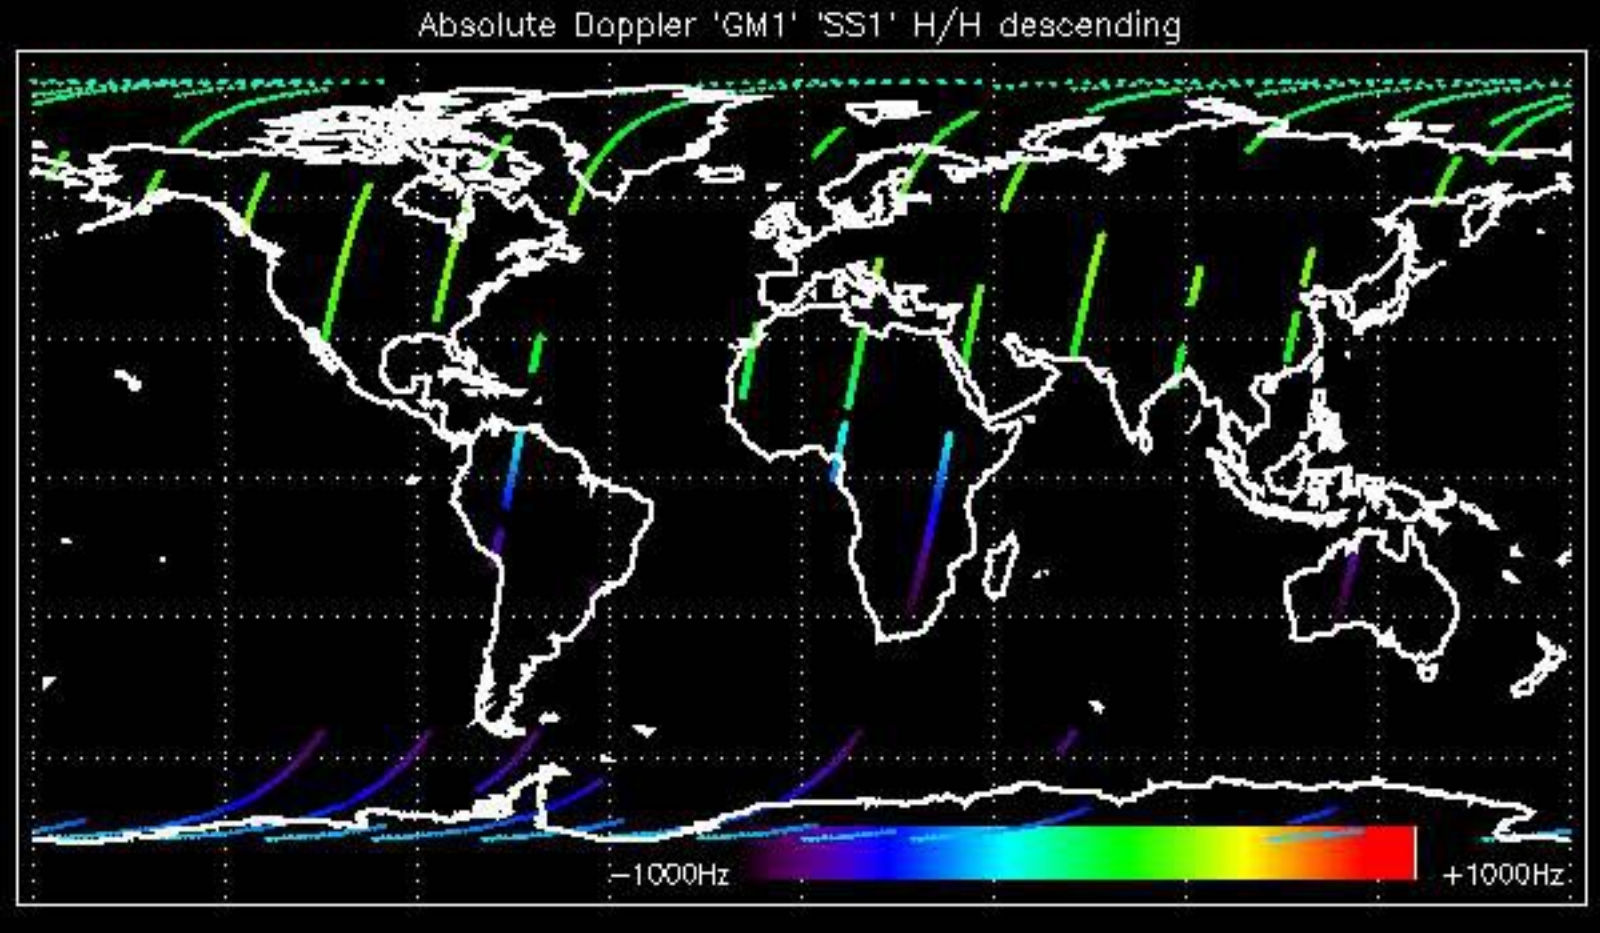 Absolute Doppler 'GM1' 'SS1' H/H descending
−1000Hz +1000Hz